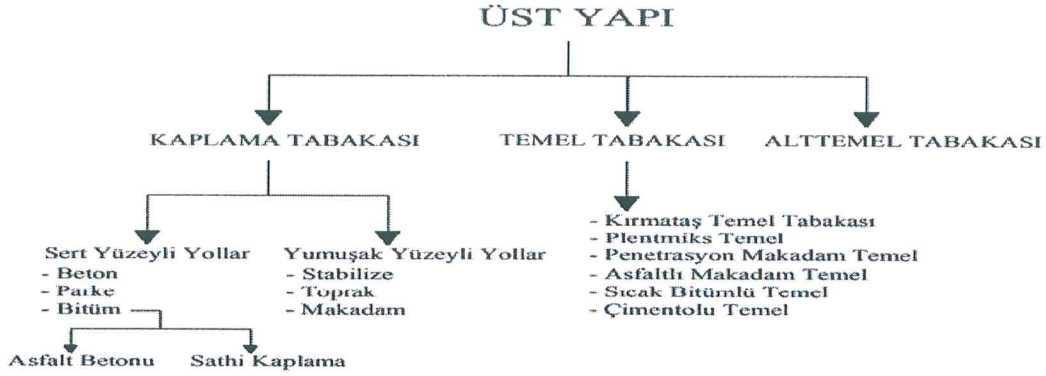 ÜST YAPI
KAPLAMA TABAKASI
TEMEL TABAKASI
ALTTEMEL TABAKASI
Sert Yüzeyli Yollar
- Beton
- Parke
- Bitüm
Asfalt Betonu
Sathi Kaplama
Yumuşak Yüzeyli Yollar
- Stabilize
- Toprak
- Makadam
- Kırmataş Temel Tabakası
- Plentmiks Temel
- Penetrasyon Makadam Temel
- Asfaltlı Makadam Temel
- Sıcak Bitümlü Temel
- Çimentolu Temel